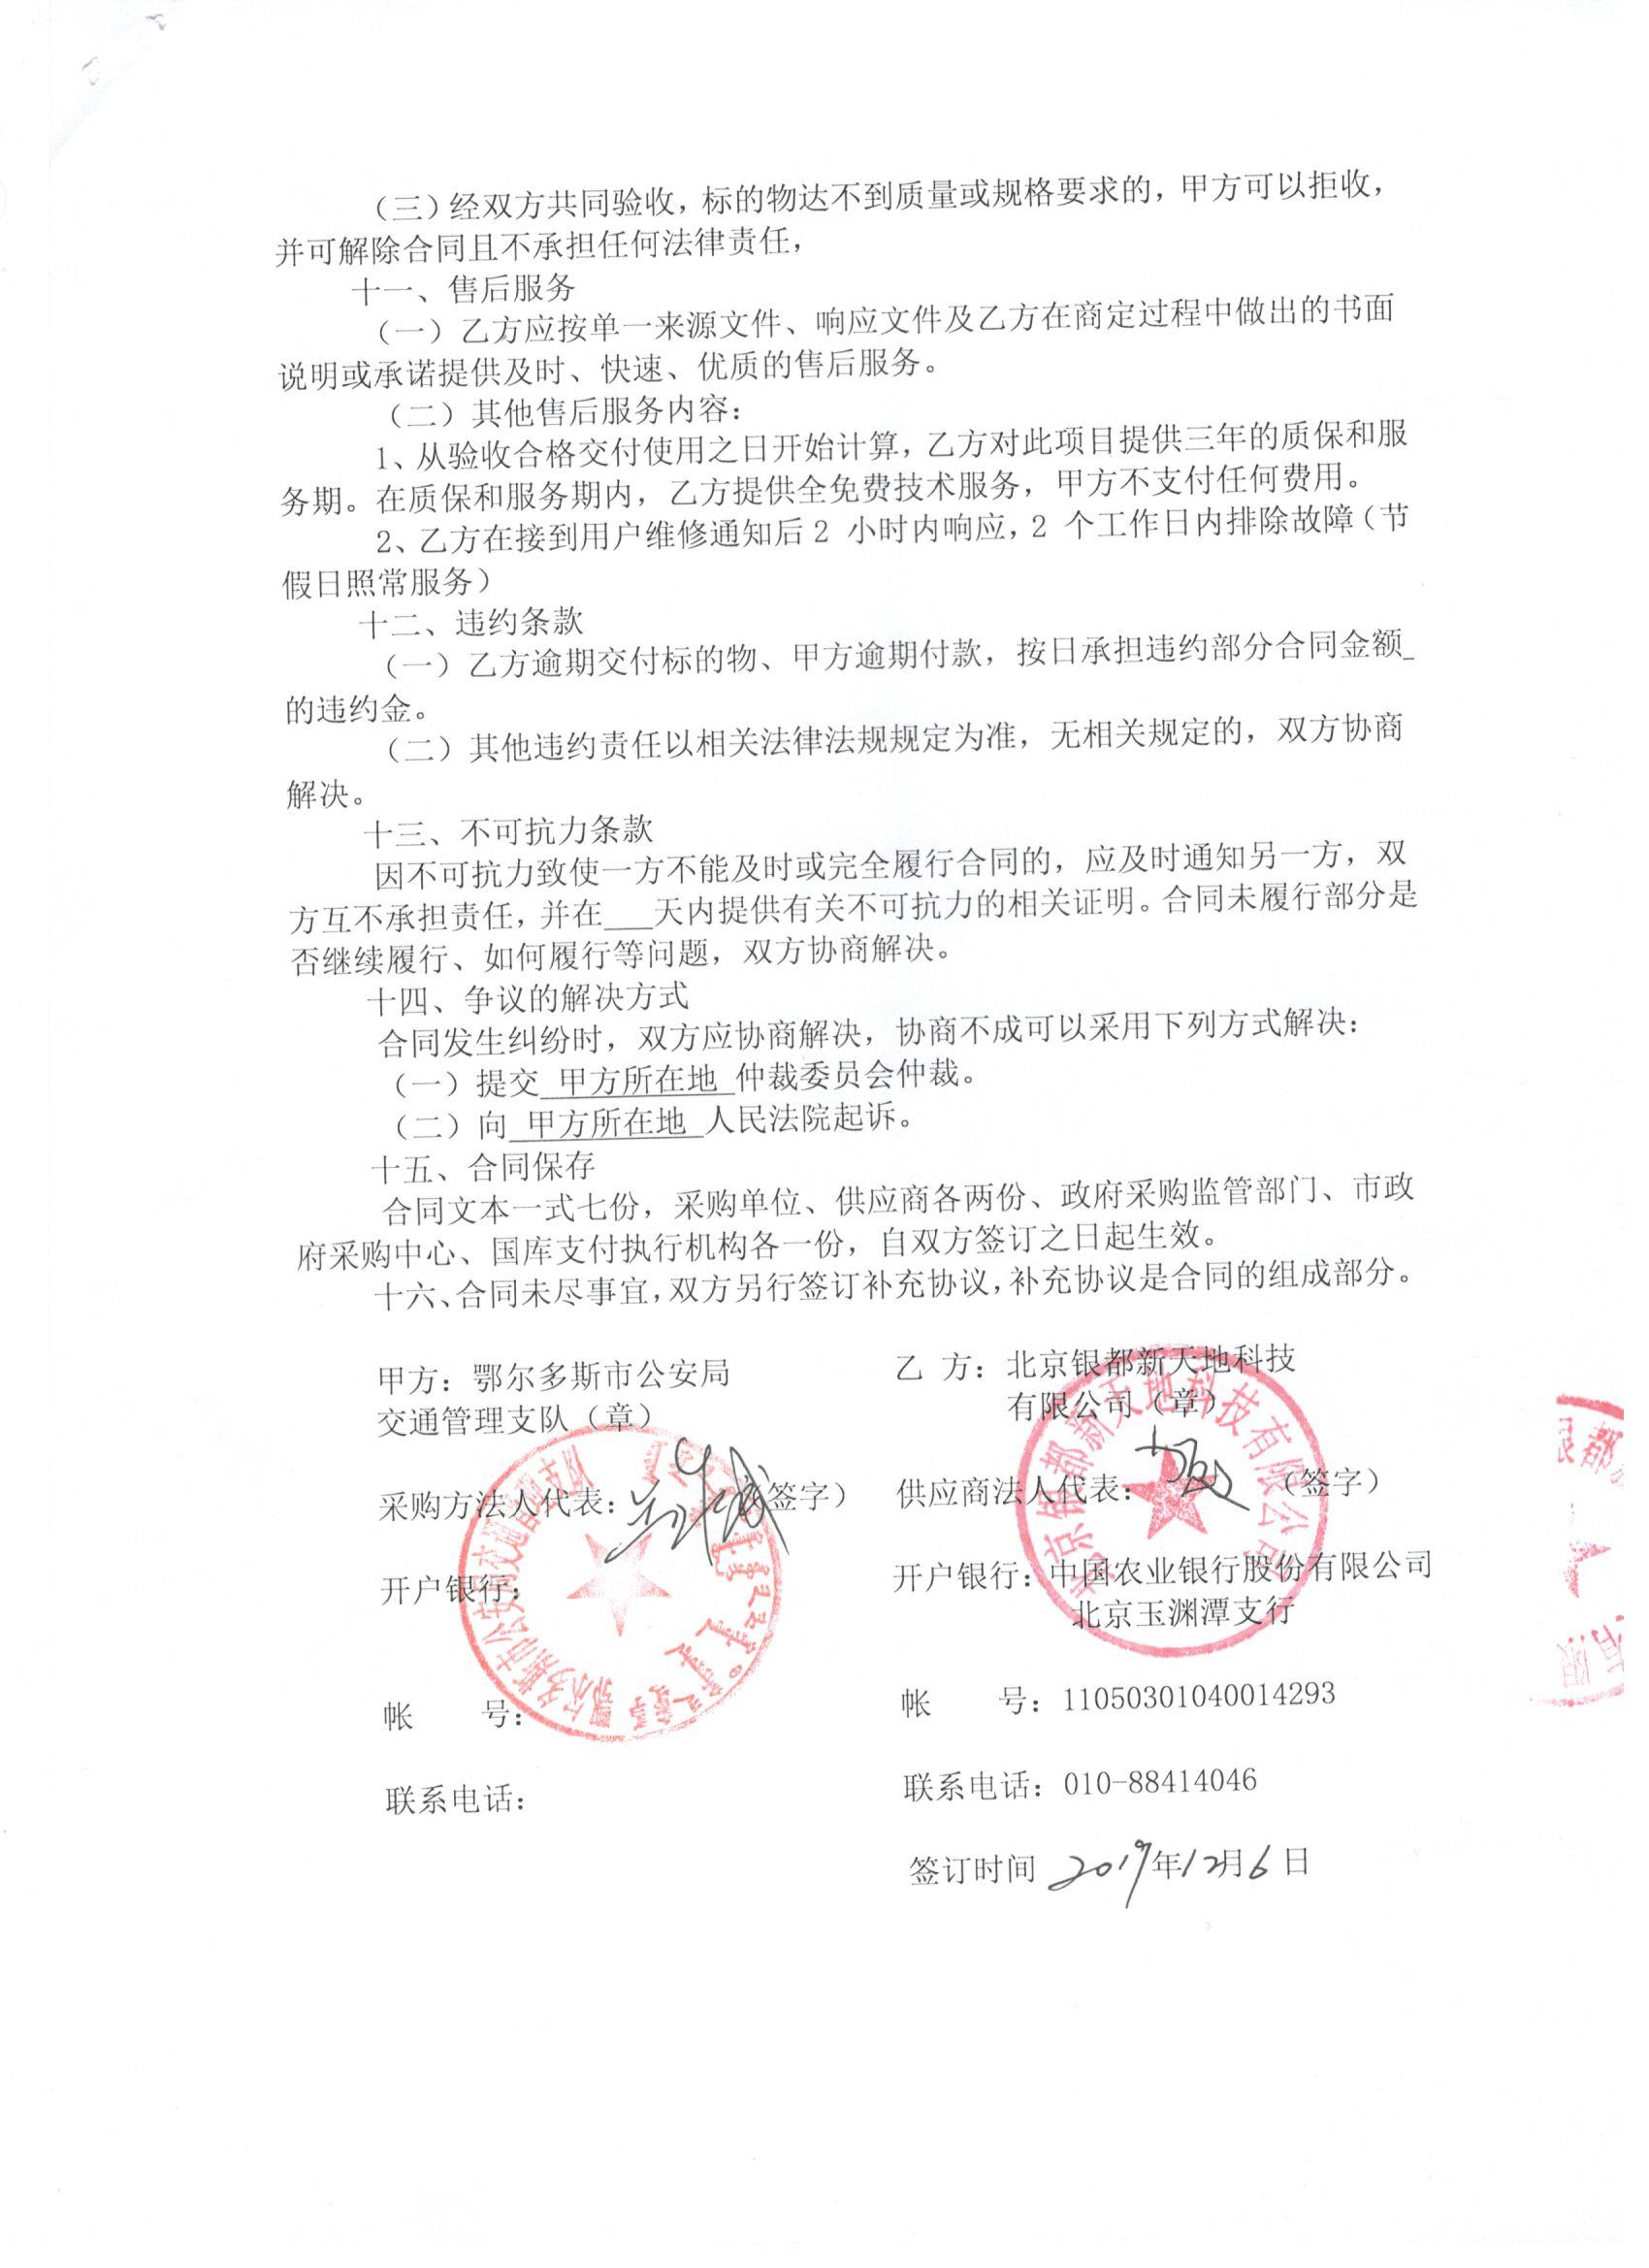 （三）经双方共同验收，标的物达不到质量或规格要求的，甲方可以拒收，
并可解除合同且不承担任何法律责任，
十一、售后服务
（一）乙方应按单一来源文件、响应文件及乙方在商定过程中做出的书面
说明或承诺提供及时、快速、优质的售后服务。
（二）其他售后服务内容：
1、从验收合格交付使用之日开始计算，乙方对此项目提供三年的质保和服
务期。在质保和服务期内，乙方提供全免费技术服务，甲方不支付任何费用。
2、乙方在接到用户维修通知后2 小时内响应，2 个工作日内排除故障（节
假日照常服务）
十二、违约条款
（一）乙方逾期交付标的物、甲方逾期付款，按日承担违约部分合同金额_
的违约金。
（二）其他违约责任以相关法律法规规定为准，无相关规定的，双方协商
解决。
十三、不可抗力条款
因不可抗力致使一方不能及时或完全履行合同的，应及时通知另一方，双
方互不承担责任，并在___天内提供有关不可抗力的相关证明。合同未履行部分是
否继续履行、如何履行等问题，双方协商解决。
十四、争议的解决方式
合同发生纠纷时，双方应协商解决，协商不成可以采用下列方式解决：
（一）提交 甲方所在地 仲裁委员会仲裁。
（二）向 甲方所在地 人民法院起诉。
十五、合同保存
合同文本一式七份，采购单位、供应商各两份、政府采购监管部门、市政
府采购中心、国库支付执行机构各一份，自双方签订之日起生效。
十六、合同未尽事宜，双方另行签订补充协议，补充协议是合同的组成部分。
甲方：鄂尔多斯市公安局
交通管理支队（章）
采购方法人代表： 签字）
开户银行：
帐 号：
联系电话：
乙 方：北京银都新天地科技
有限公司（章）
供应商法人代表： （签字）
开户银行：中国农业银行股份有限公司
北京玉渊潭支行
帐 号：11050301040014293
联系电话：010-88414046
签订时间 2019年12月6日
鄂尔多斯市公安局交通管理支队
北京银都新天地科技有限公司
银都
有限